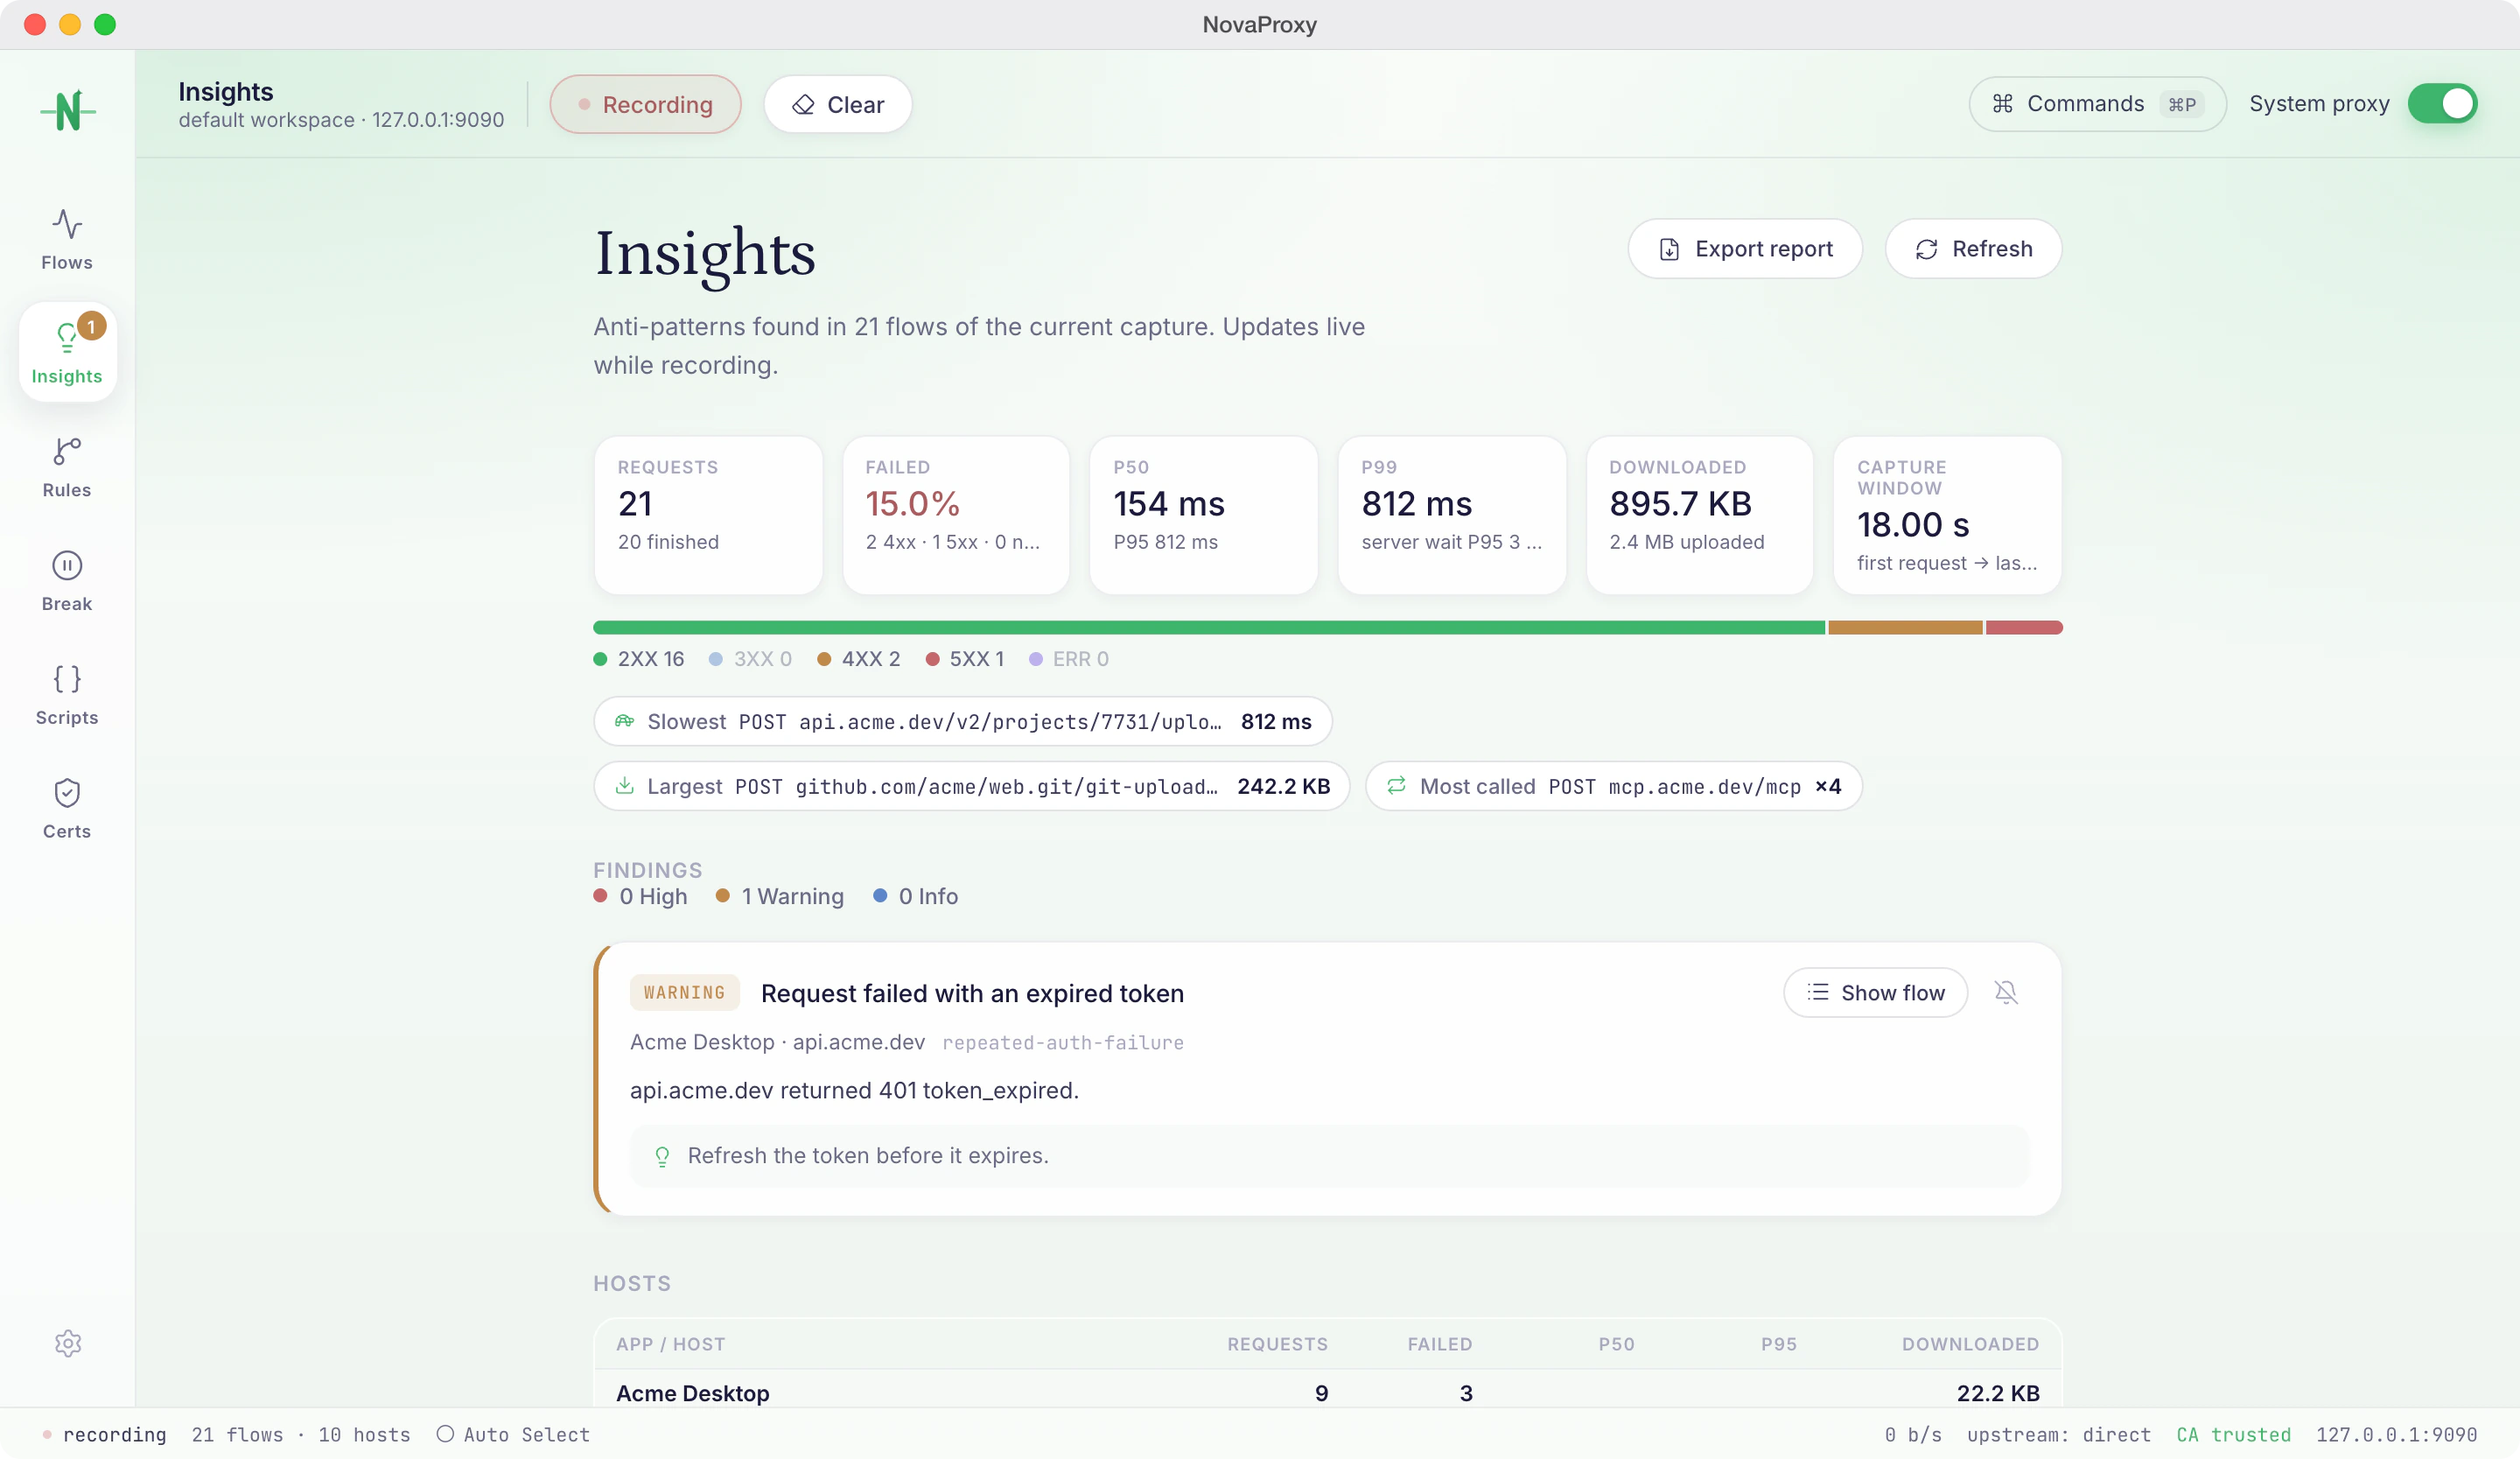 NovaProxy
Insights
default workspace · 127.0.0.1:9090
Recording
Clear
Commands ⌘P
System proxy
Flows
1
Insights
Rules
Break
Scripts
Certs
Insights
Export report
Refresh
Anti-patterns found in 21 flows of the current capture. Updates live
while recording.
REQUESTS
21
20 finished
FAILED
15.0%
2 4xx · 1 5xx · 0 n...
P50
154 ms
P95 812 ms
P99
812 ms
server wait P95 3 ...
DOWNLOADED
895.7 KB
2.4 MB uploaded
CAPTURE
WINDOW
18.00 s
first request → las...
2XX 16 3XX 0 4XX 2 5XX 1 ERR 0
Slowest POST api.acme.dev/v2/projects/7731/uplo… 812 ms
Largest POST github.com/acme/web.git/git-upload… 242.2 KB
Most called POST mcp.acme.dev/mcp ×4
FINDINGS
0 High 1 Warning 0 Info
WARNING Request failed with an expired token
Show flow
Acme Desktop · api.acme.dev repeated-auth-failure
api.acme.dev returned 401 token_expired.
Refresh the token before it expires.
HOSTS
APP / HOST REQUESTS FAILED P50 P95 DOWNLOADED
Acme Desktop 9 3 22.2 KB
recording 21 flows · 10 hosts Auto Select
0 b/s upstream: direct CA trusted 127.0.0.1:9090